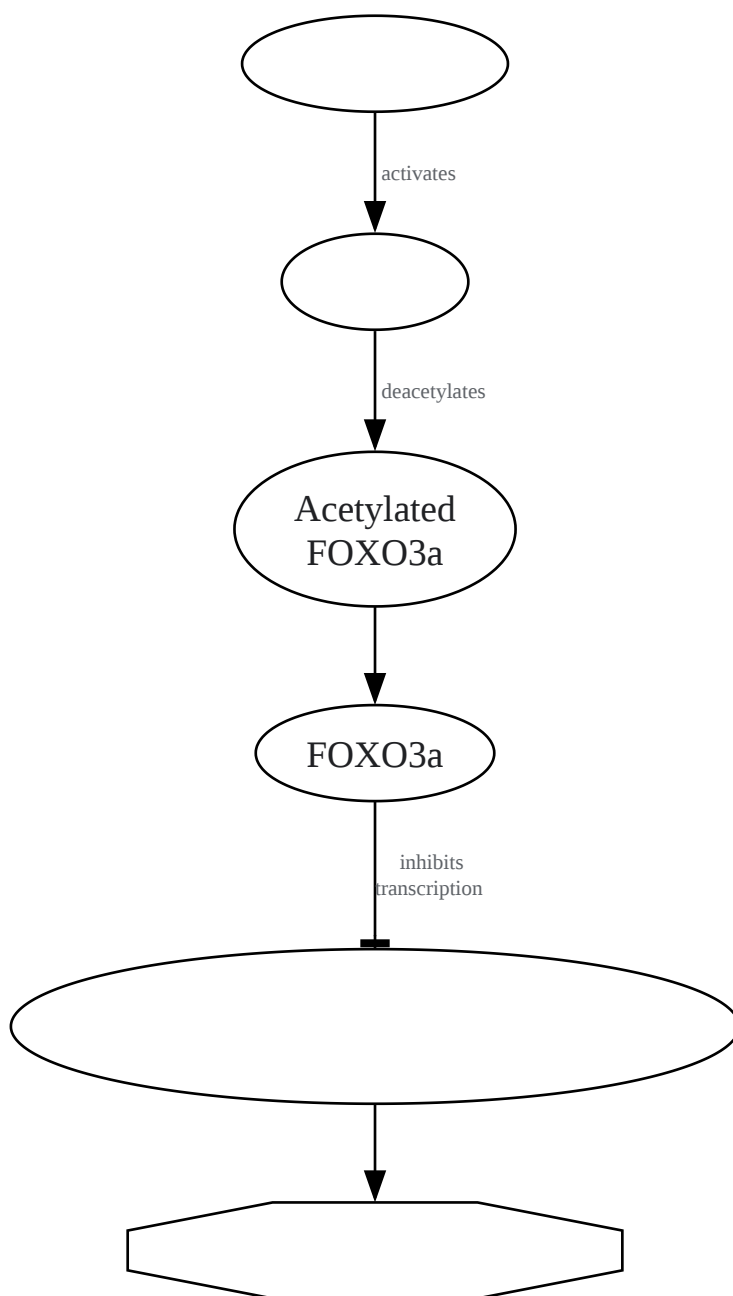 activates
deacetylates
Acetylated
FOXO3a
FOXO3a
inhibits
transcription